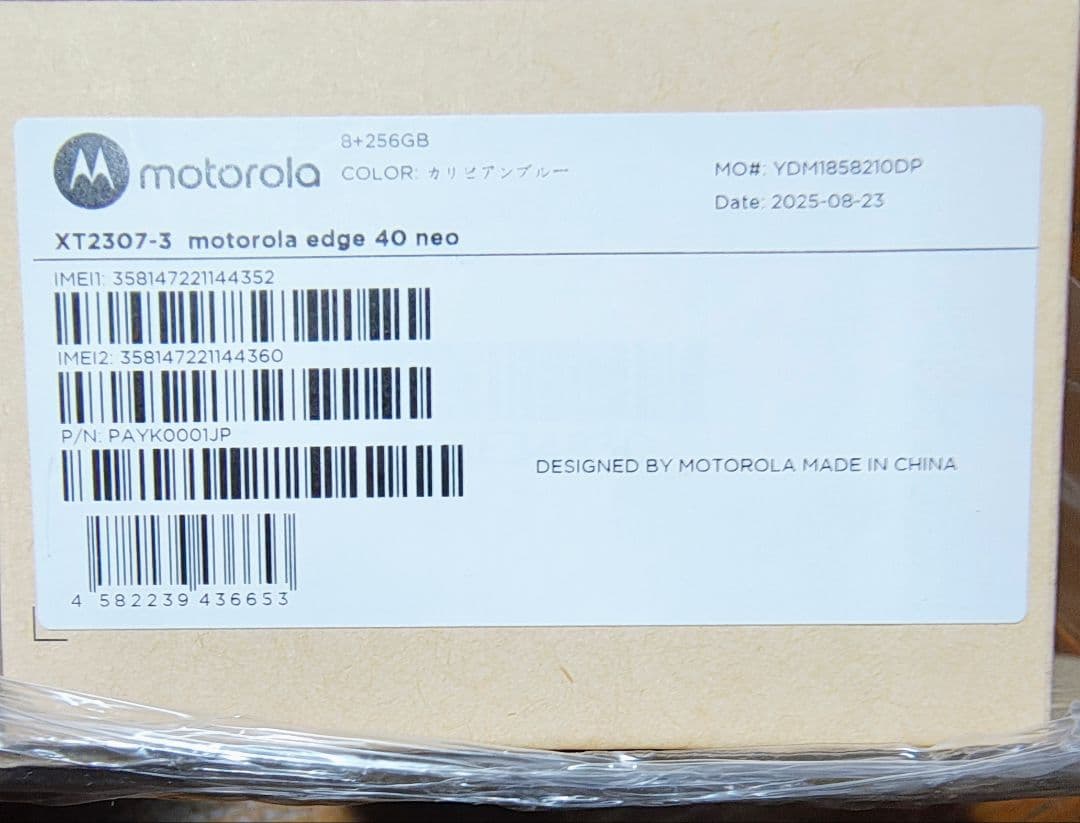 motorola
8+256GB
COLOR: カリビアンブルー
MO#: YDM1858210DP
Date: 2025-08-23
XT2307-3 motorola edge 40 neo
IMEI1: 358147221144352
IMEI2: 358147221144360
P/N: PAYK0001JP
DESIGNED BY MOTOROLA MADE IN CHINA
4 582239 436653